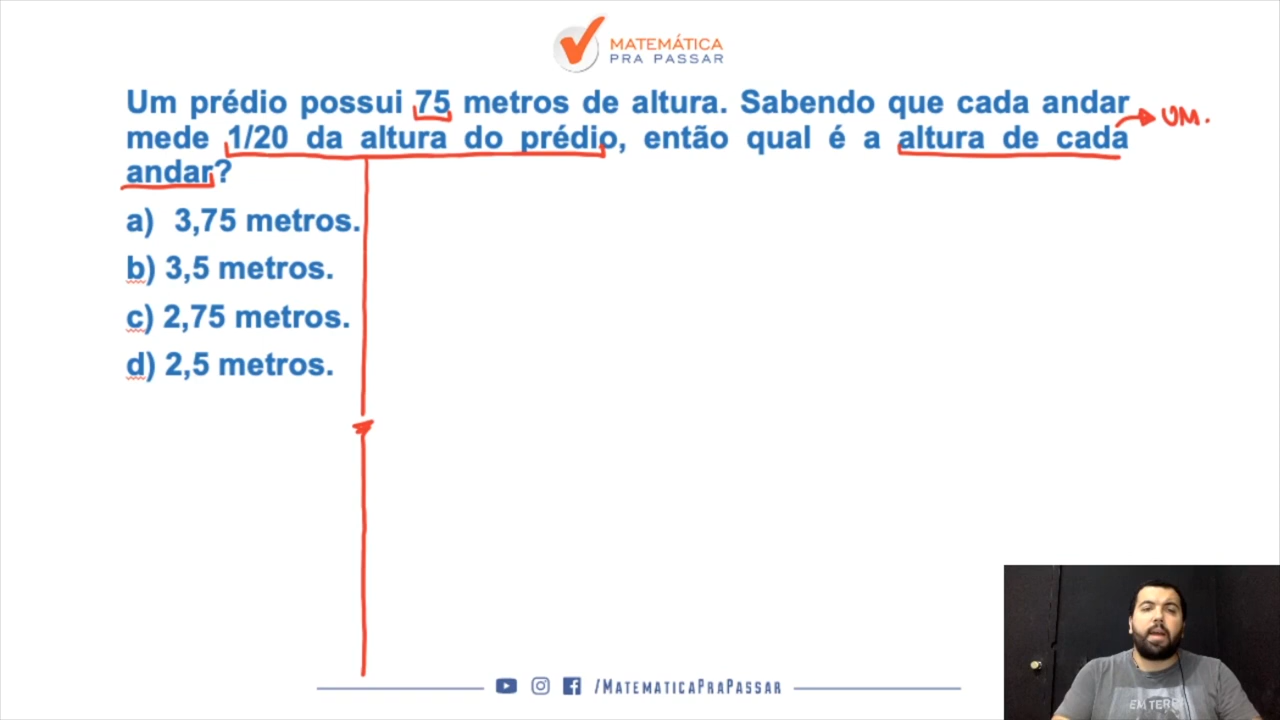 MATEMÁTICA
PRA PASSAR
Um prédio possui 75 metros de altura. Sabendo que cada andar
mede 1/20 da altura do prédio, então qual é a altura de cada
andar?
UM.
a) 3,75 metros.
b) 3,5 metros.
c) 2,75 metros.
d) 2,5 metros.
/MATEMATICAPRAPASSAR